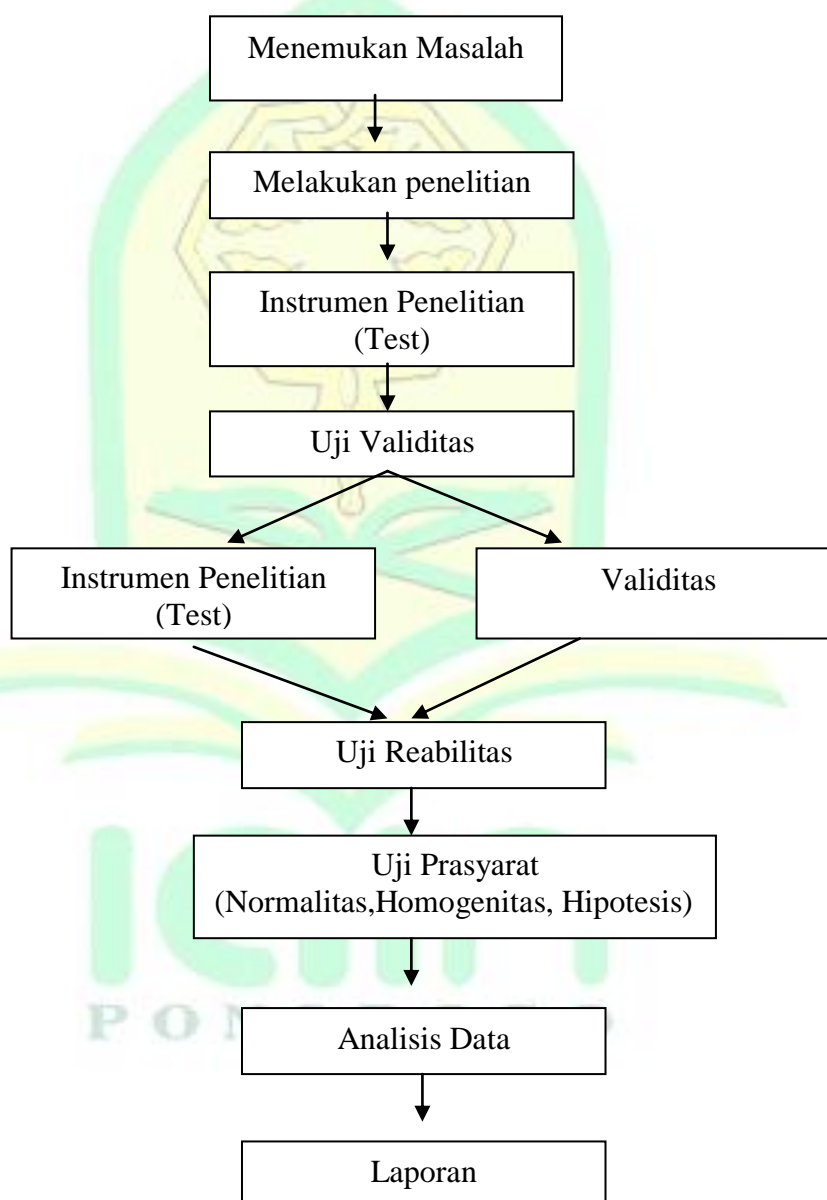 Menemukan Masalah
Melakukan penelitian
Instrumen Penelitian
(Test)
Uji Validitas
Instrumen Penelitian
(Test)
Validitas
Uji Reabilitas
Uji Prasyarat
(Normalitas,Homogenitas, Hipotesis)
Analisis Data
Laporan